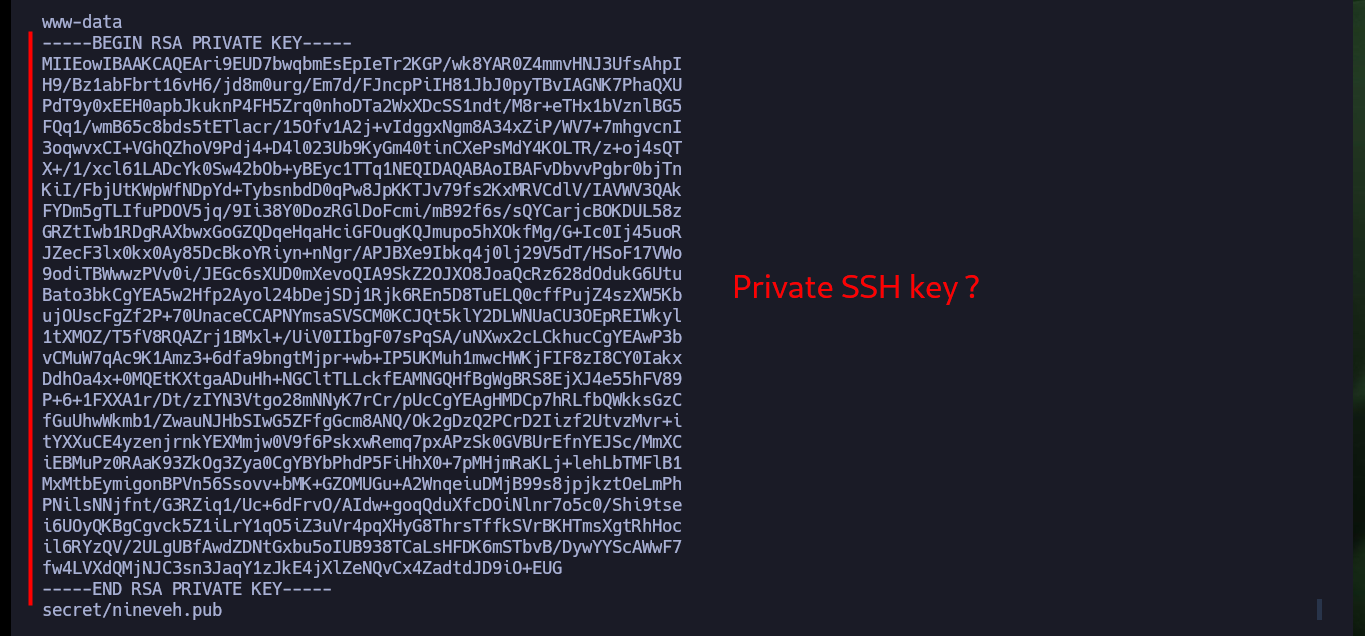 www-data
-----BEGIN RSA PRIVATE KEY-----
MIIEowIBAAKCAQEAri9EUD7bwqbmEsEpIeTr2KGP/wk8YAR0Z4mmvHNJ3UfsAhpI
H9/Bz1abFbrt16vH6/jd8m0urg/Em7d/FJncpPiIH81JbJ0pyTBvIAGNK7PhaQXU
PdT9y0xEEH0apbJkuknP4FH5Zrq0nhoDTa2WxXDcSS1ndt/M8r+eTHx1bVznlBG5
FQq1/wmB65c8bds5tETlacr/15Ofv1A2j+vIdggxNgm8A34xZiP/WV7+7mhgvcnI
3oqwvxCI+VGhQZhoV9Pdj4+D4l023Ub9KyGm40tinCXePsMdY4KOLTR/z+oj4sQT
X+/1/xcl61LADcYk0Sw42bOb+yBEyc1TTq1NEQIDAQABAoIBAFvDbvvPgbr0bjTn
KiI/FbjUtKWpWfNDpYd+TybsnbdD0qPw8JpKKTJv79fs2KxMRVCdlV/IAVWV3QAk
FYDm5gTLIfuPDOV5jq/9Ii38Y0DozRGlDoFcmi/mB92f6s/sQYCarjcBOKDUL58z
GRZtIwb1RDgRAXbwxGoGZQDqeHqaHciGFOugKQJmupo5hXOkfMg/G+Ic0Ij45uoR
JZecF3lx0kx0Ay85DcBkoYRiyn+nNgr/APJBXe9Ibkq4j0lj29V5dT/HSoF17VWo
9odiTBWwwzPVv0i/JEGc6sXUD0mXevoQIA9SkZ2OJXO8JoaQcRz628dOdukG6Utu
Bato3bkCgYEA5w2Hfp2Ayol24bDejSDj1Rjk6REn5D8TuELQ0cffPujZ4szXW5Kb
ujOUscFgZf2P+70UnaceCCAPNYmsaSVSCM0KCJQt5klY2DLWNUaCU3OEpREIWkyl
1tXMOZ/T5fV8RQAZrj1BMxl+/UiV0IIbgF07sPqSA/uNXwx2cLCkhucCgYEAwP3b
vCMuW7qAc9K1Amz3+6dfa9bngtMjpr+wb+IP5UKMuh1mwcHWKjFIF8zI8CY0Iakx
DdhOa4x+0MQEtKXtgaADuHh+NGCltTLLckfEAMNGQHfBgWgBRS8EjXJ4e55hFV89
P+6+1FXXA1r/Dt/zIYN3Vtgo28mNNyK7rCr/pUcCgYEAgHMDCp7hRLfbQWkksGzC
fGuUhwWkmb1/ZwauNJHbSIwG5ZFfgGcm8ANQ/Ok2gDzQ2PCrD2Iizf2UtvzMvr+i
tYXXuCE4yzenjrnkYEXMmjw0V9f6PskxwRemq7pxAPzSk0GVBUrEfnYEJSc/MmXC
iEBMuPz0RAaK93ZkOg3Zya0CgYBYbPhdP5FiHhX0+7pMHjmRaKLj+lehLbTMFlB1
MxMtbEymigonBPVn56Ssovv+bMK+GZOMUGu+A2WnqeiuDMjB99s8jpjkztOeLmPh
PNilsNNjfnt/G3RZiq1/Uc+6dFrvO/AIdw+goqQduXfcDOiNlnr7o5c0/Shi9tse
i6UOyQKBgCgvck5Z1iLrY1qO5iZ3uVr4pqXHyG8ThrsTffkSVrBKHTmsXgtRhHoc
il6RYzQV/2ULgUBfAwdZDNtGxbu5oIUB938TCaLsHFDK6mSTbvB/DywYYScAWwF7
fw4LVXdQMjNJC3sn3JaqY1zJkE4jXlZeNQvCx4ZadtdJD9iO+EUG
-----END RSA PRIVATE KEY-----
secret/nineveh.pub
Private SSH key ?